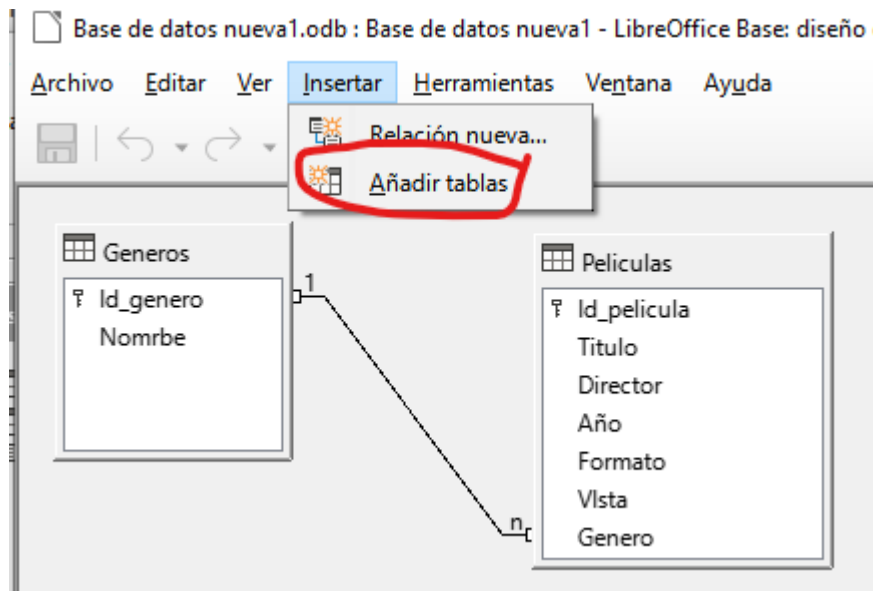 Base de datos nueva1.odb : Base de datos nueva1 - LibreOffice Base: diseño
Archivo Editar Ver Insertar Herramientas Ventana Ayuda
Relación nueva...
Añadir tablas
Generos
Id_genero
Nomrbe
1
n
Peliculas
Id_pelicula
Titulo
Director
Año
Formato
VIsta
Genero